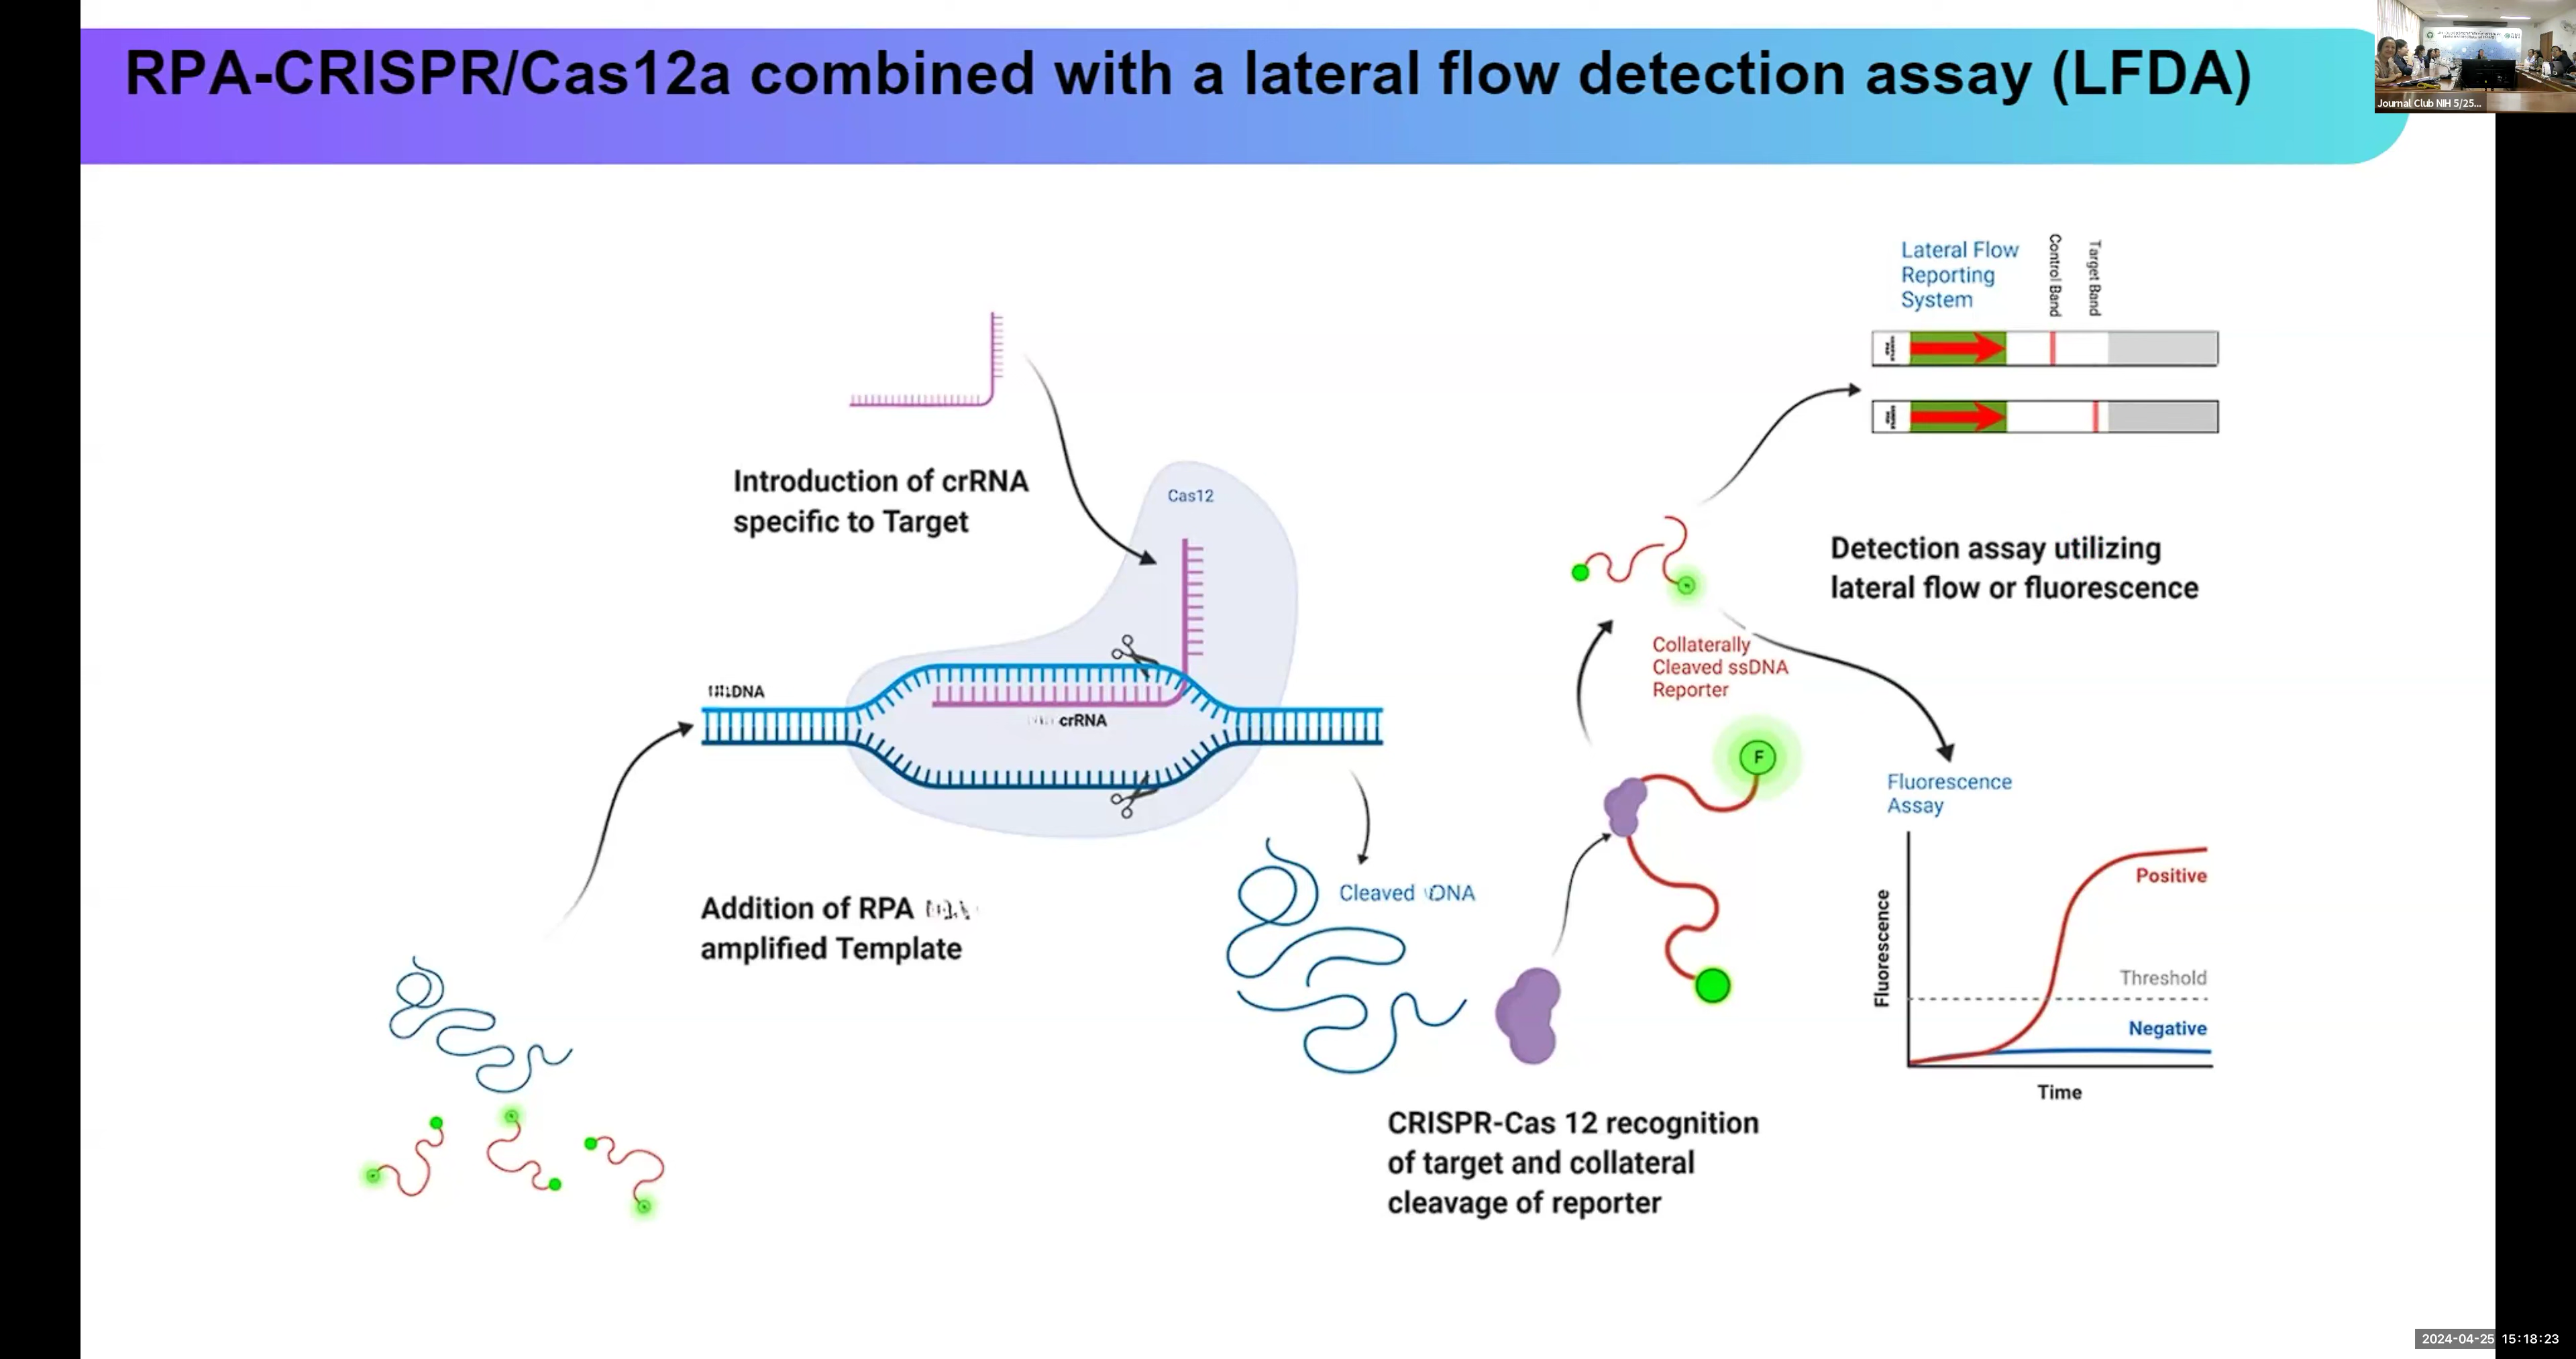 RPA-CRISPR/Cas12a combined with a lateral flow detection assay (LFDA)
Journal Club NIH 5/25...
Introduction of crRNA
specific to Target
Cas12
DNA
crRNA
Addition of RPA
amplified Template
Cleaved DNA
CRISPR-Cas 12 recognition
of target and collateral
cleavage of reporter
F
Collaterally
Cleaved ssDNA
Reporter
Lateral Flow
Reporting
System
Control Band
Target Band
Detection assay utilizing
lateral flow or fluorescence
Fluorescence
Assay
Fluorescence
Positive
Threshold
Negative
Time
2024-04-25 15:18:23